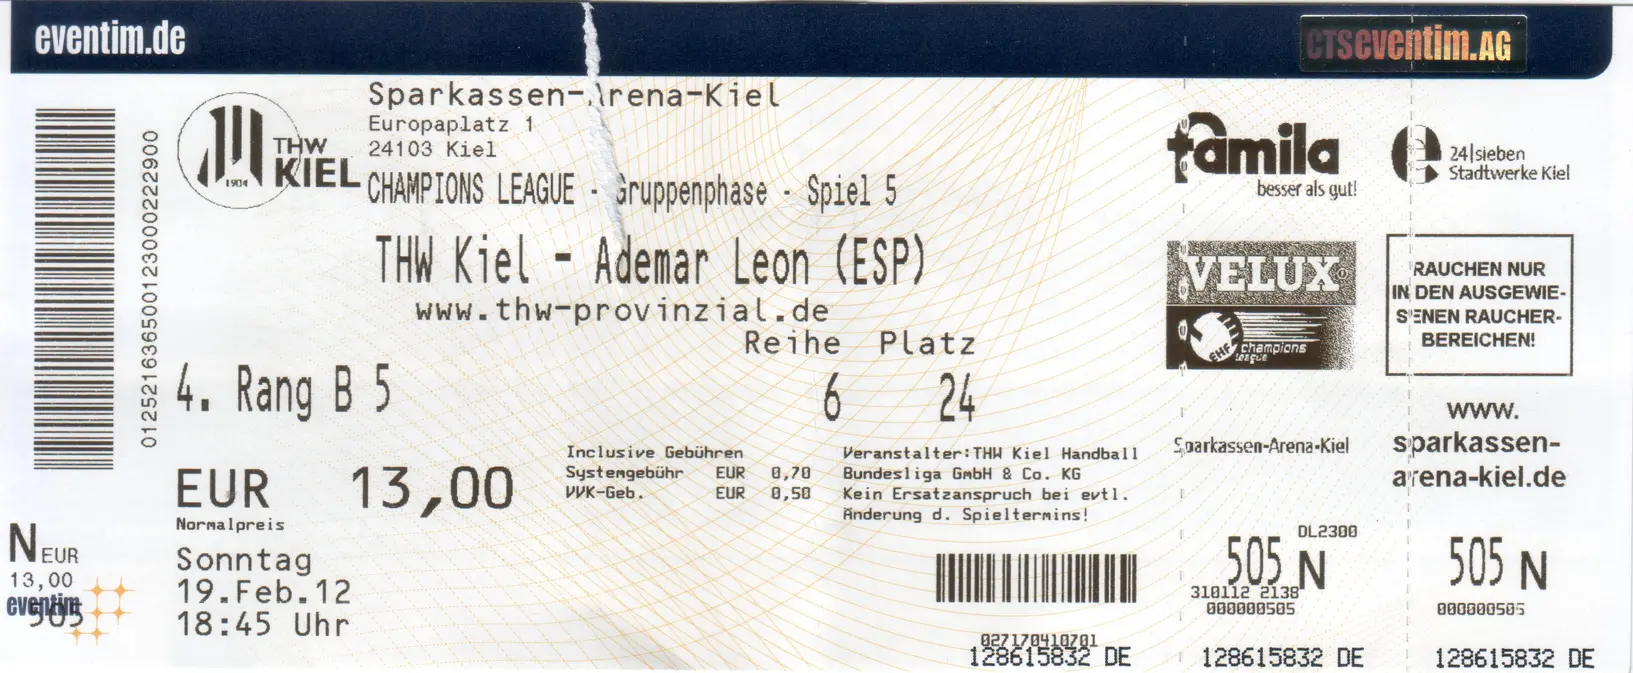 eventim.de
CTSeventim.AG
01252163650012300022290​0
THW
KIEL
1904
Sparkassen-Arena-Kiel
Europaplatz 1
24103 Kiel
CHAMPIONS LEAGUE - Gruppenphase - Spiel 5
THW Kiel - Ademar Leon (ESP)
www.thw-provinzial.de
Reihe Platz
4. Rang B 5 6 24
EUR 13,00
Normalpreis
Sonntag
19.Feb.12
18:45 Uhr
Inclusive Gebühren
Systemgebühr EUR 0,70
VVK-Geb. EUR 0,50
Veranstalter:THW Kiel Handball
Bundesliga GmbH & Co. KG
Kein Ersatzanspruch bei evtl.
Änderung d. Spieltermins!
027170410701
128615832 DE
N EUR
13,00
eventim
505
famila
besser als gut!
VELUX®
EHF champions
league
Sparkassen-Arena-Kiel
DL2300
505 N
310112 2138
000000505
128615832 DE
e 24|sieben
Stadtwerke Kiel
RAUCHEN NUR
IN DEN AUSGEWIE-
SENEN RAUCHER-
BEREICHEN!
www.
sparkassen-
arena-kiel.de
505 N
000000505
128615832 DE